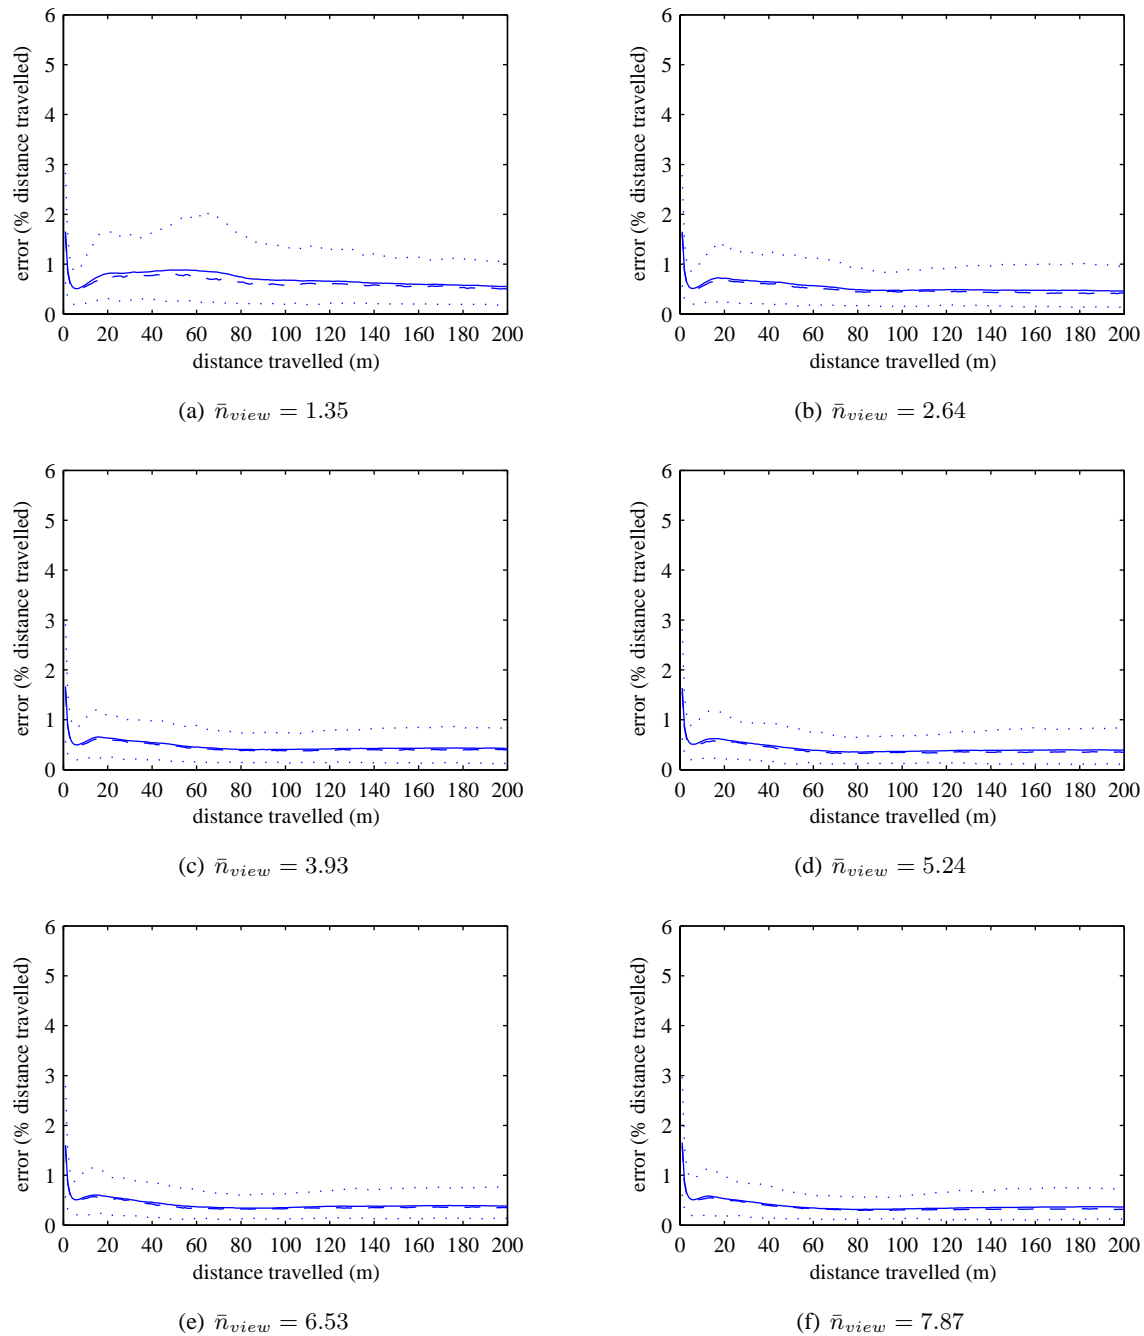 6
5
4
3
2
1
0
error (% distance travelled)
0 20 40 60 80 100 120 140 160 180 200
distance travelled (m)
(a) n̄view = 1.35
6
5
4
3
2
1
0
error (% distance travelled)
0 20 40 60 80 100 120 140 160 180 200
distance travelled (m)
(b) n̄view = 2.64
6
5
4
3
2
1
0
error (% distance travelled)
0 20 40 60 80 100 120 140 160 180 200
distance travelled (m)
(c) n̄view = 3.93
6
5
4
3
2
1
0
error (% distance travelled)
0 20 40 60 80 100 120 140 160 180 200
distance travelled (m)
(d) n̄view = 5.24
6
5
4
3
2
1
0
error (% distance travelled)
0 20 40 60 80 100 120 140 160 180 200
distance travelled (m)
(e) n̄view = 6.53
6
5
4
3
2
1
0
error (% distance travelled)
0 20 40 60 80 100 120 140 160 180 200
distance travelled (m)
(f) n̄view = 7.87